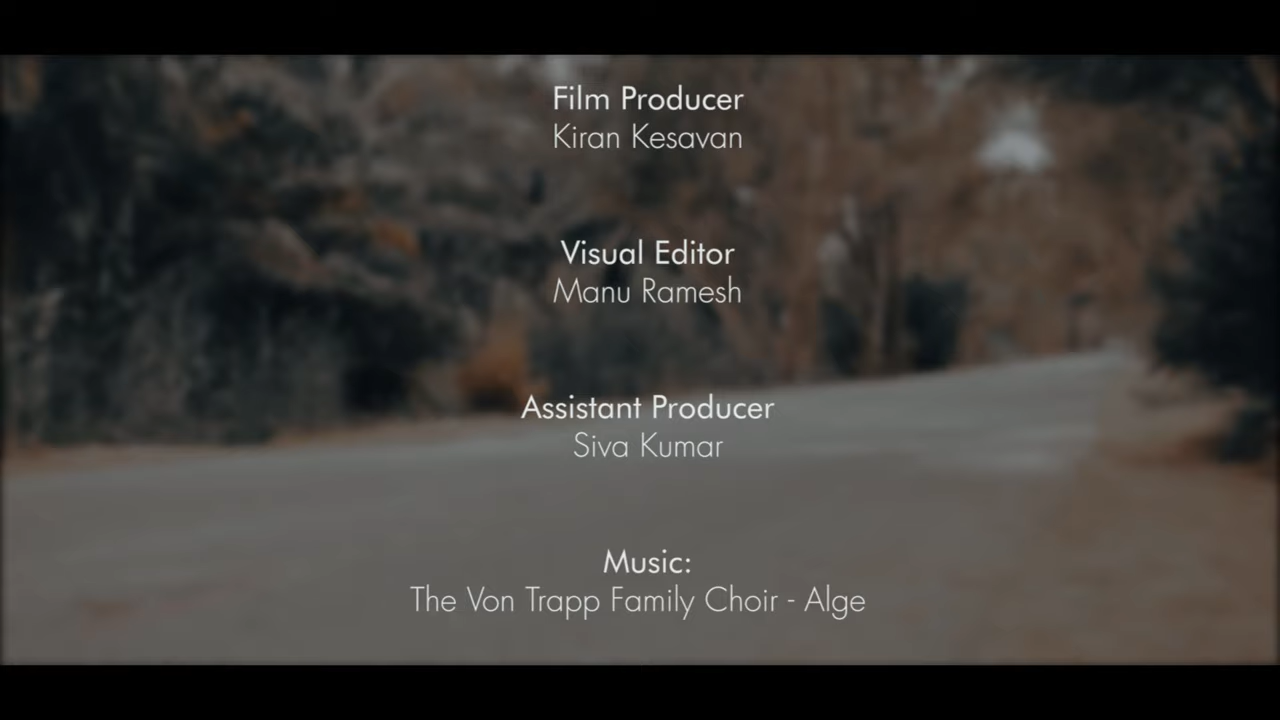 Film Producer
Kiran Kesavan
Visual Editor
Manu Ramesh
Assistant Producer
Siva Kumar
Music:
The Von Trapp Family Choir - Alge